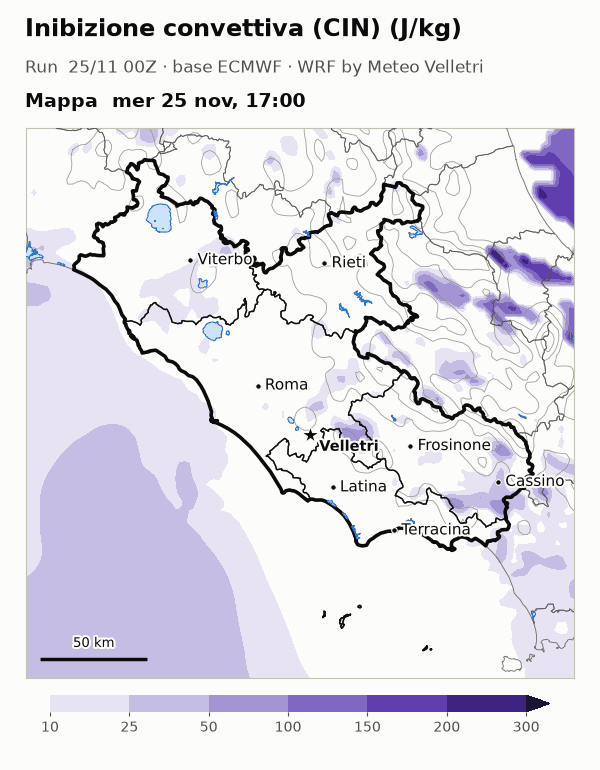 Inibizione convettiva (CIN) (J/kg)
Run  25/11 00Z · base ECMWF · WRF by Meteo Velletri
Mappa  mer 25 nov, 17:00
Viterbo
Rieti
Roma
Velletri
Frosinone
Cassino
Latina
Terracina
50 km
10 25 50 100 150 200 300